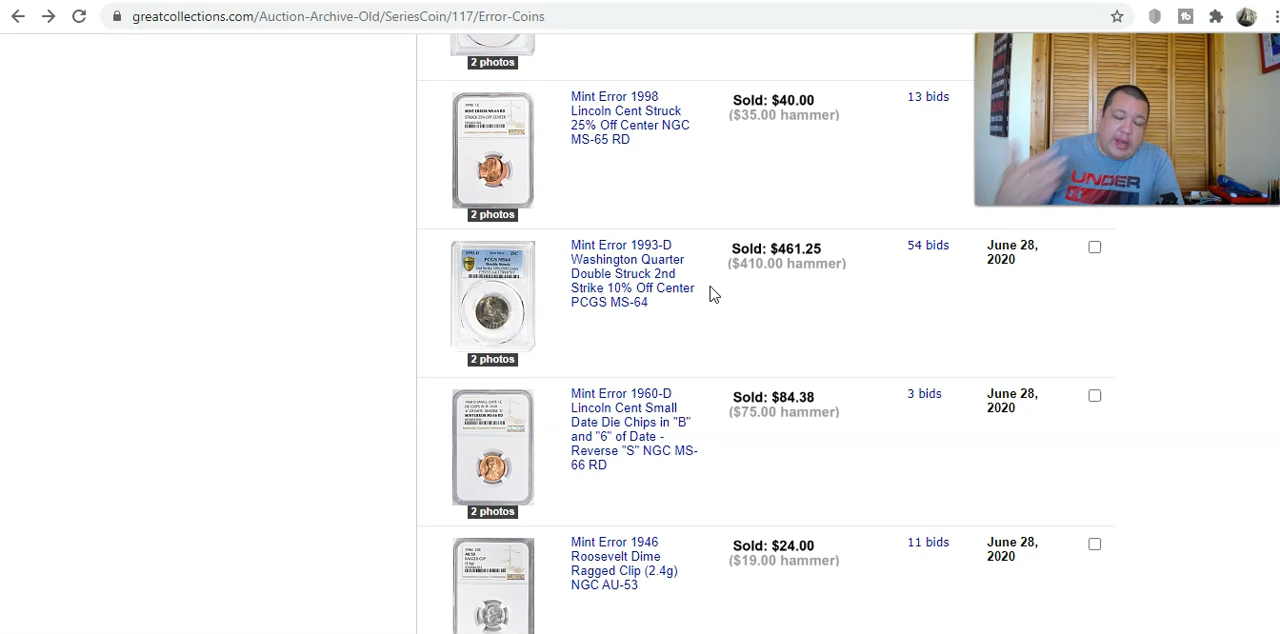 greatcollections.com/Auction-Archive-Old/SeriesCoin/117/Error-Coins
2 photos
Mint Error 1998
Lincoln Cent Struck
25% Off Center NGC
MS-65 RD
Sold: $40.00
($35.00 hammer)
13 bids
2 photos
UNDER
Mint Error 1993-D
Washington Quarter
Double Struck 2nd
Strike 10% Off Center
PCGS MS-64
Sold: $461.25
($410.00 hammer)
54 bids
June 28,
2020
2 photos
Mint Error 1960-D
Lincoln Cent Small
Date Die Chips in "B"
and "6" of Date -
Reverse "S" NGC MS-
66 RD
Sold: $84.38
($75.00 hammer)
3 bids
June 28,
2020
2 photos
Mint Error 1946
Roosevelt Dime
Ragged Clip (2.4g)
NGC AU-53
Sold: $24.00
($19.00 hammer)
11 bids
June 28,
2020